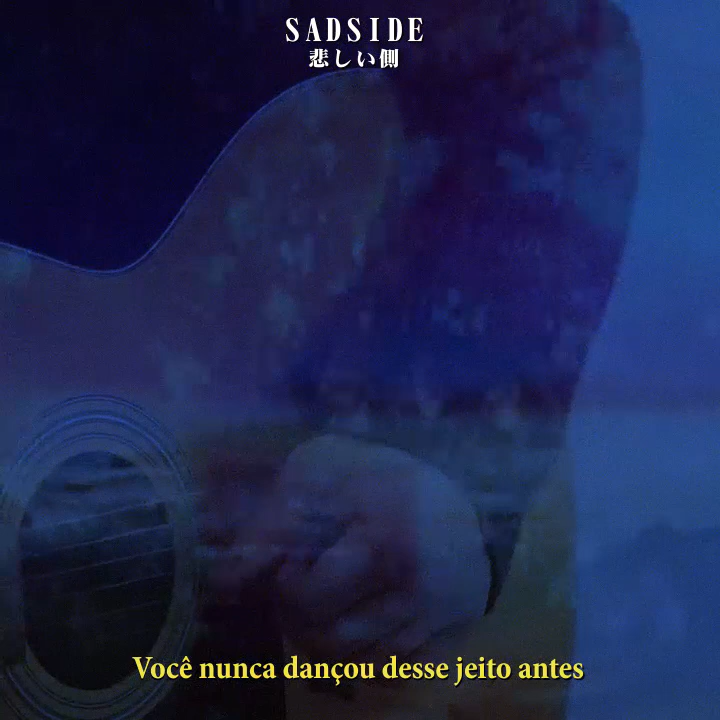 SADSIDE
悲しい側
Você nunca dançou desse jeito antes